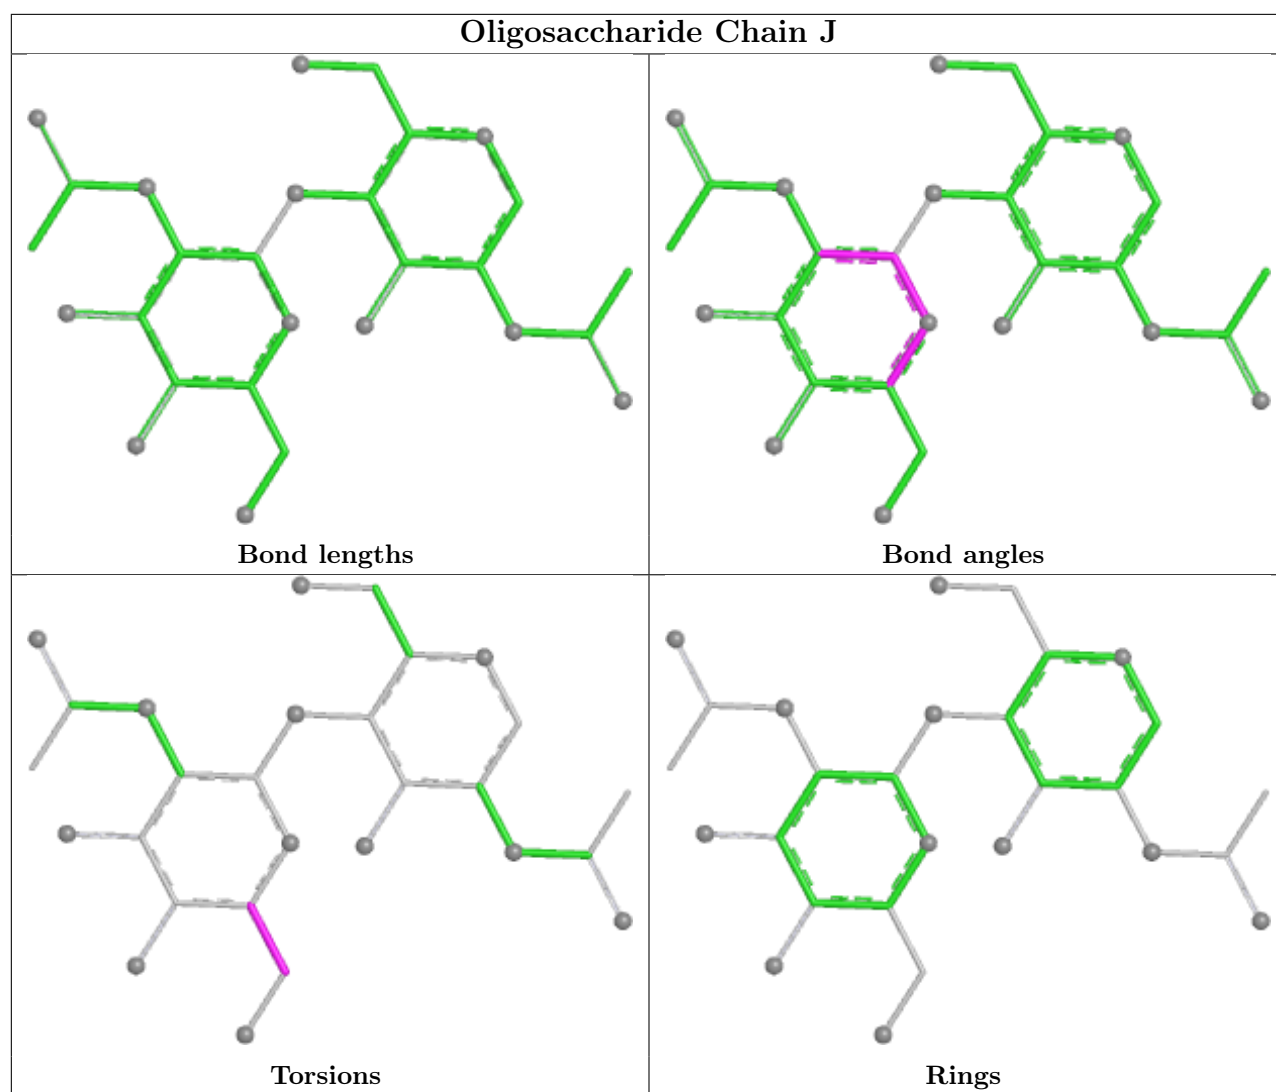 Oligosaccharide Chain J
Bond lengths
Bond angles
Torsions
Rings